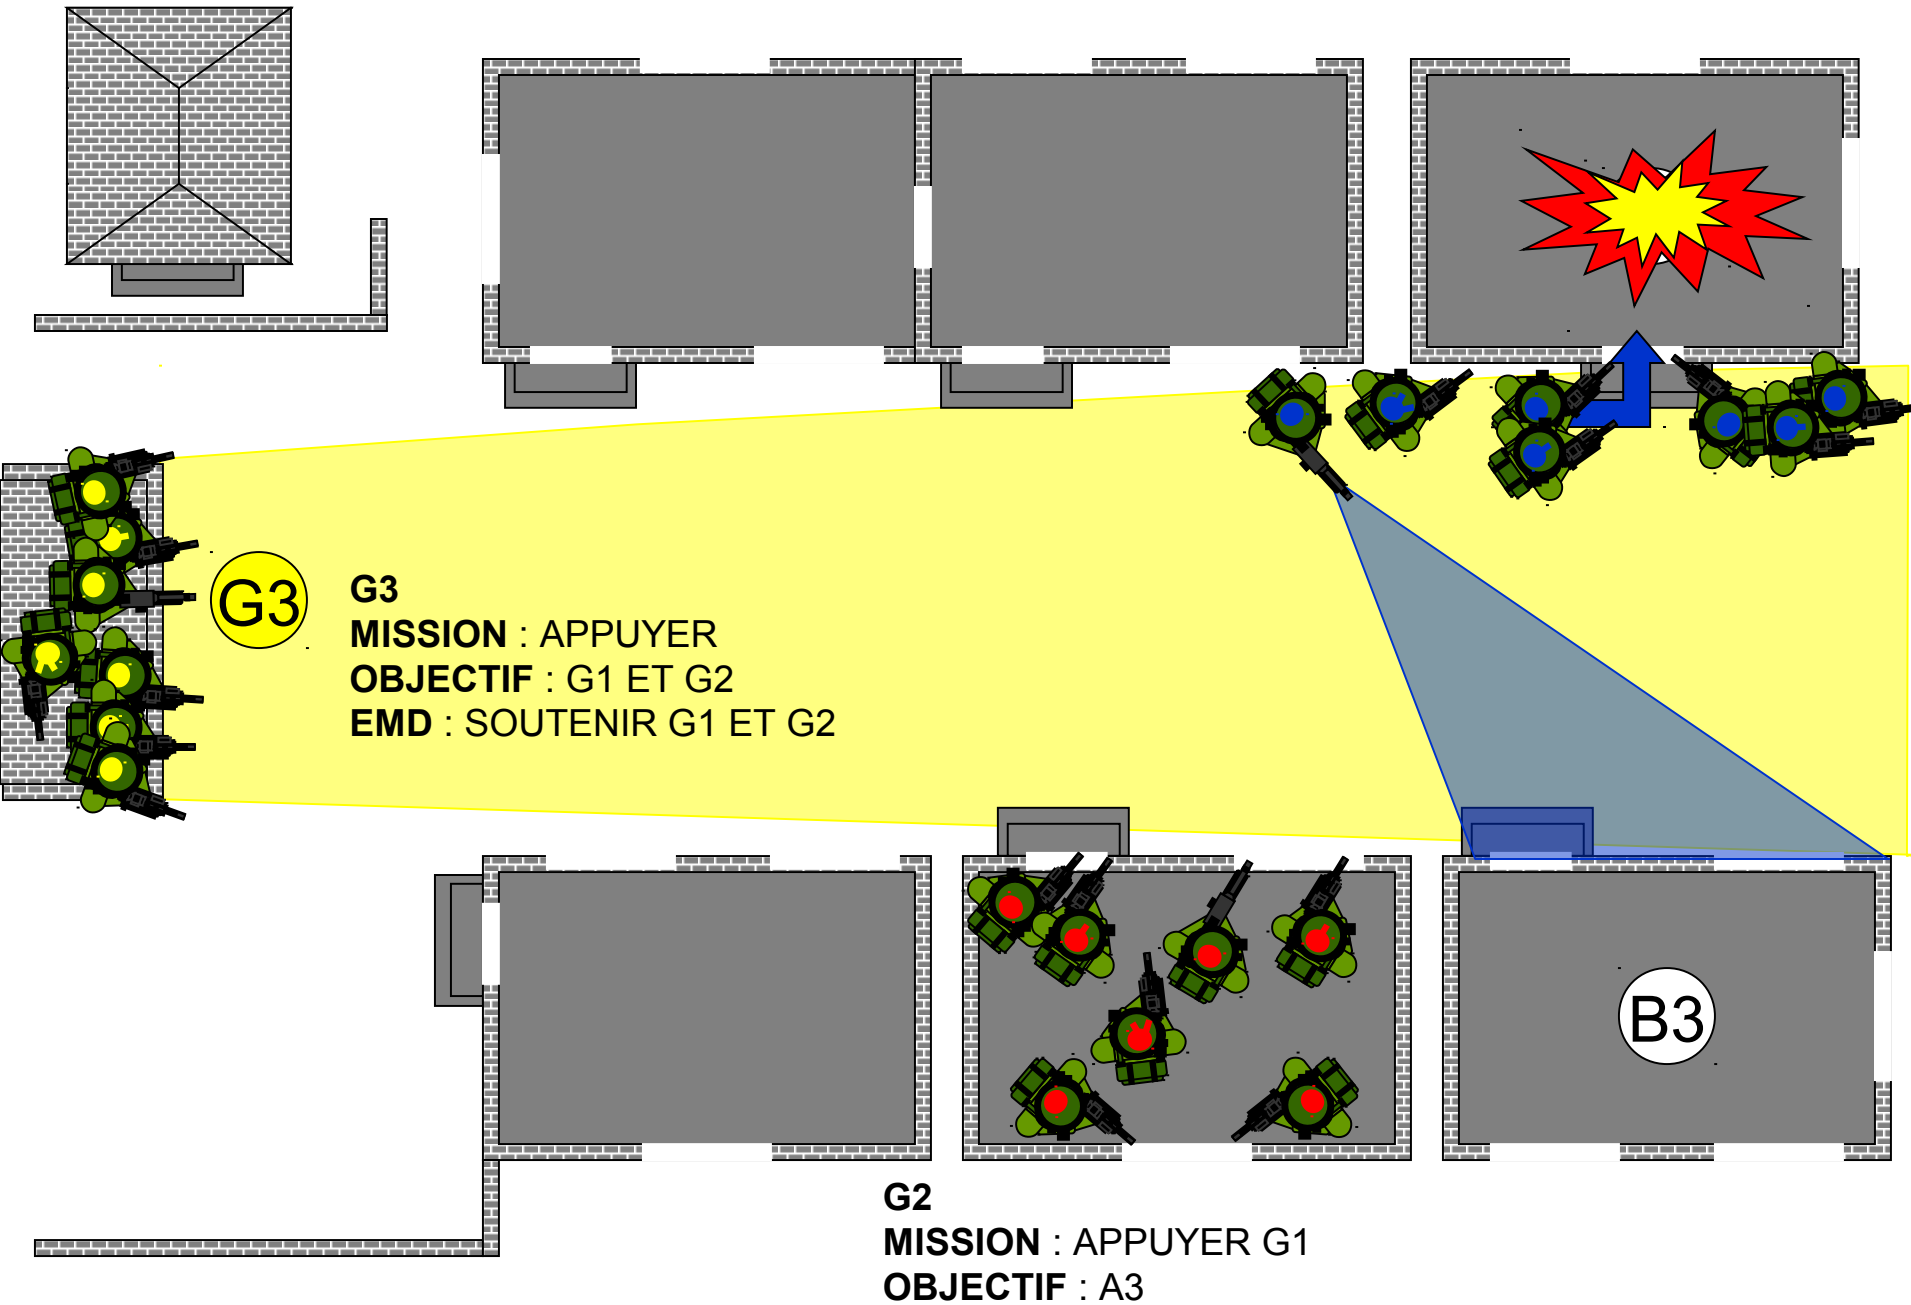 G3
G3
MISSION : APPUYER
OBJECTIF : G1 ET G2
EMD : SOUTENIR G1 ET G2
B3
G2
MISSION : APPUYER G1
OBJECTIF : A3